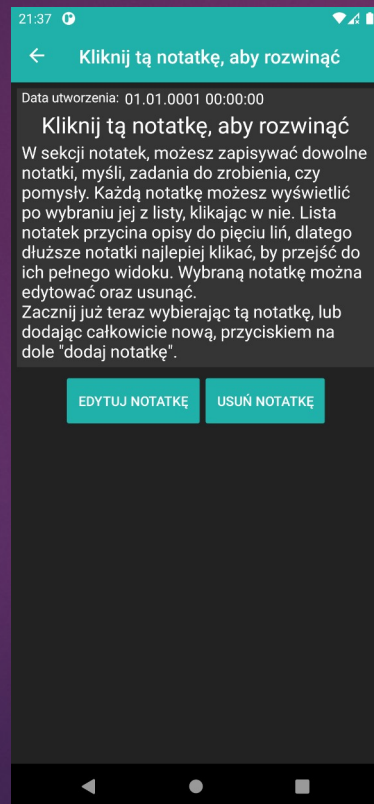 21:37
Kliknij tą notatkę, aby rozwinąć
Data utworzenia: 01.01.0001 00:00:00
Kliknij tą notatkę, aby rozwinąć
W sekcji notatek, możesz zapisywać dowolne
notatki, myśli, zadania do zrobienia, czy
pomysły. Każdą notatkę możesz wyświetlić
po wybraniu jej z listy, klikając w nie. Lista
notatek przycina opisy do pięciu liń, dlatego
dłuższe notatki najlepiej klikać, by przejść do
ich pełnego widoku. Wybraną notatkę można
edytować oraz usunąć.
Zacznij już teraz wybierając tą notatkę, lub
dodając całkowicie nową, przyciskiem na
dole "dodaj notatkę".
EDYTUJ NOTATKĘ USUŃ NOTATKĘ